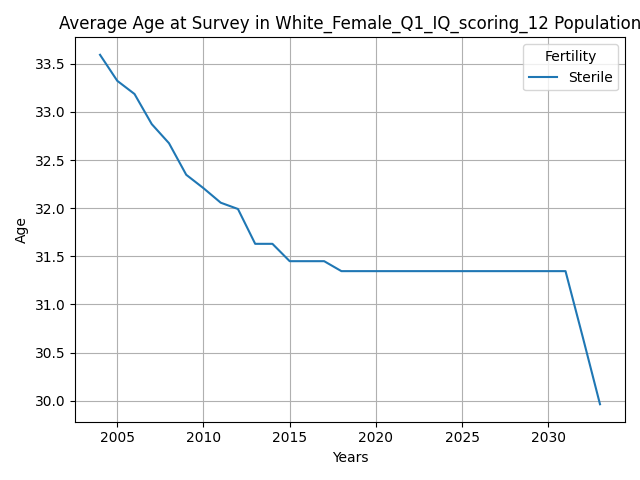 Average Age at Survey in White_Female_Q1_IQ_scoring_12 Population
Fertility
Sterile
33.5
33.0
32.5
32.0
31.5
31.0
30.5
30.0
Age
2005 2010 2015 2020 2025 2030
Years